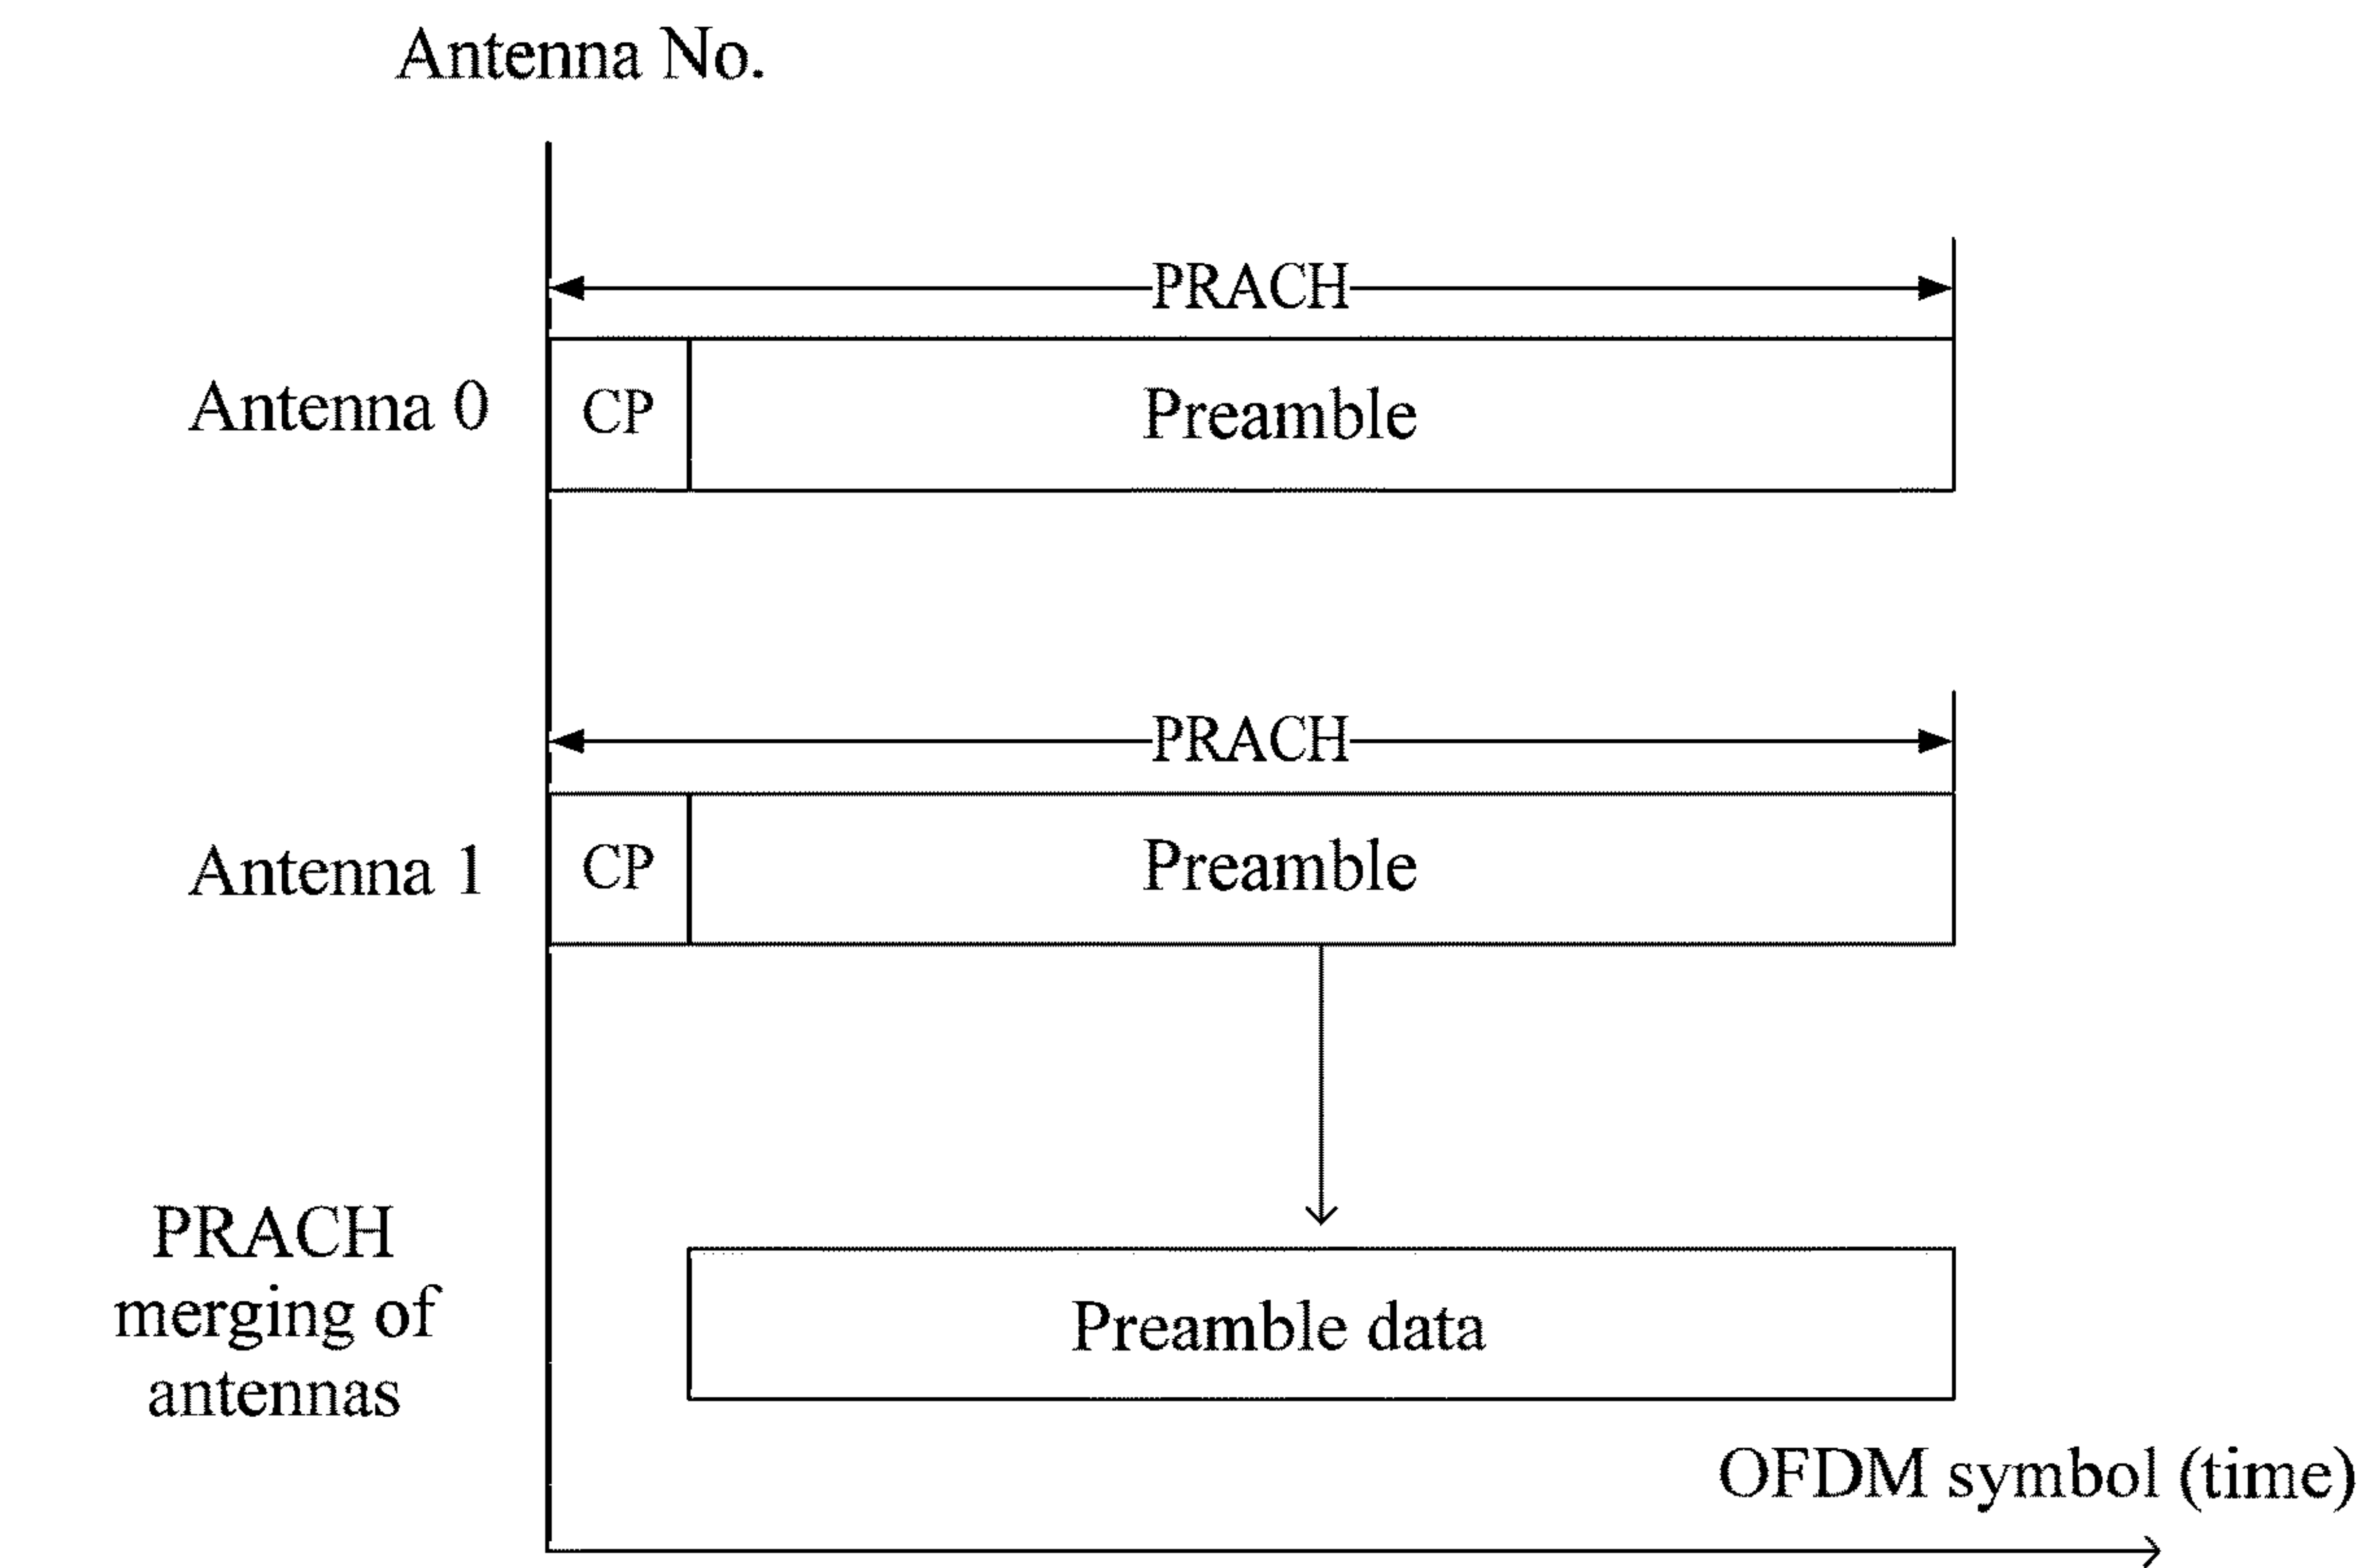 Antenna No.
PRACH
Antenna 0
CP
Preamble
PRACH
Antenna 1
CP
Preamble
PRACH
merging of
antennas
Preamble data
OFDM symbol (time)